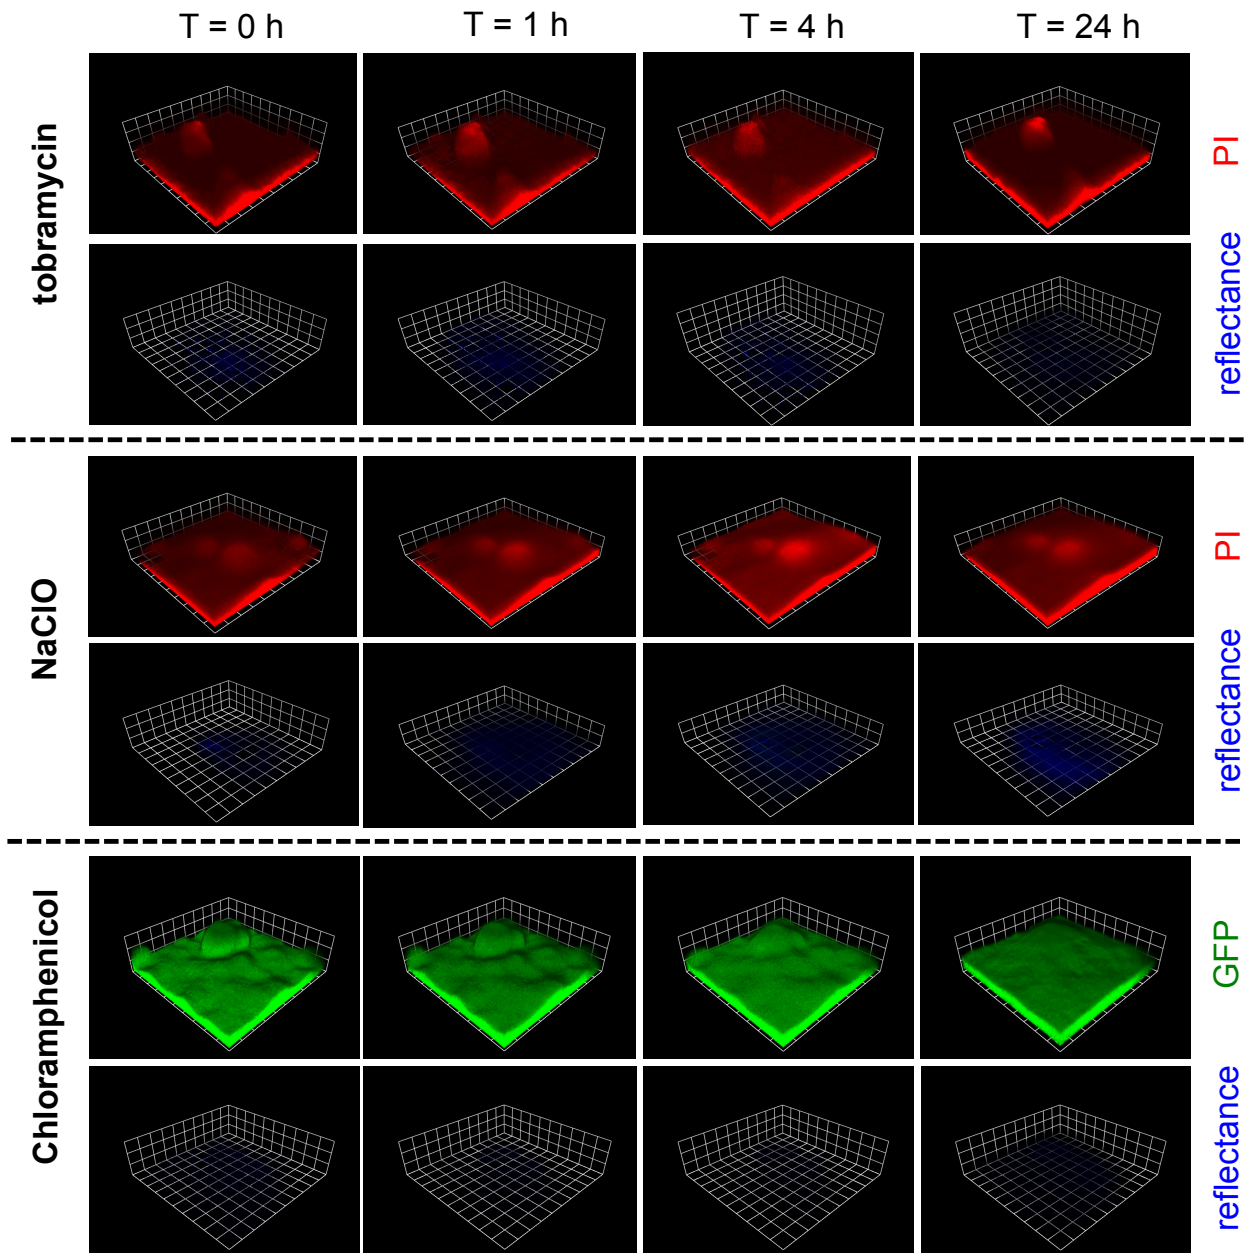 T = 0 h
T = 1 h
T = 4 h
T = 24 h
tobramycin
PI
reflectance
NaClO
PI
reflectance
Chloramphenicol
GFP
reflectance